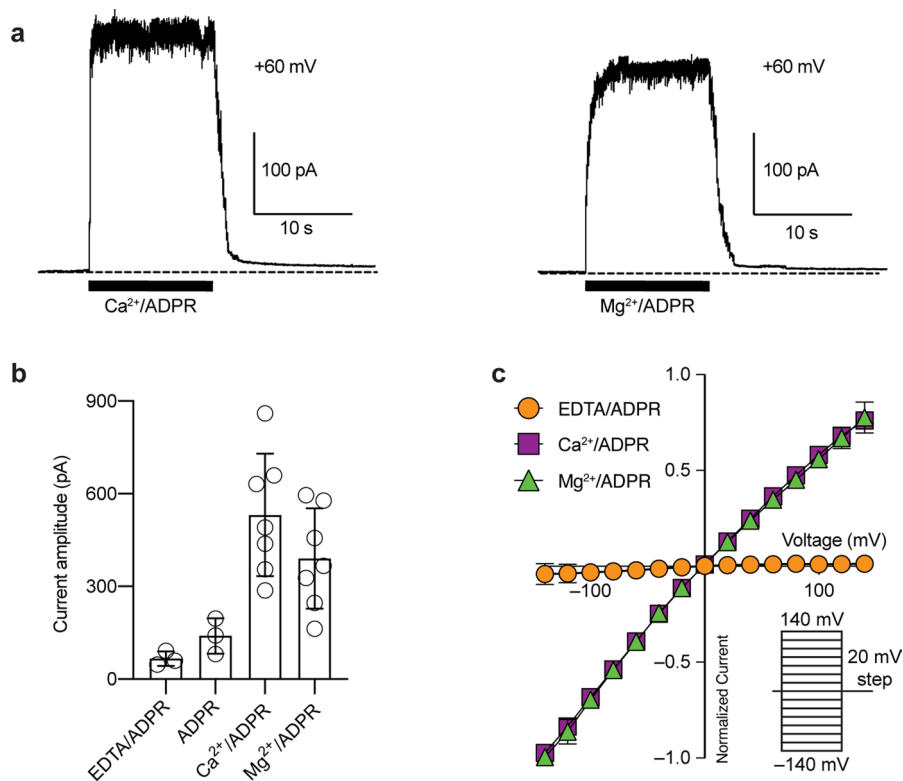 a
+60 mV
100 pA
10 s
Ca²⁺/ADPR
+60 mV
100 pA
10 s
Mg²⁺/ADPR
b
Current amplitude (pA)
900
600
300
0
EDTA/ADPR
ADPR
Ca²⁺/ADPR
Mg²⁺/ADPR
c
EDTA/ADPR
Ca²⁺/ADPR
Mg²⁺/ADPR
1.0
0.5
Voltage (mV)
−100
100
−0.5
−1.0
Normalized Current
140 mV
20 mV
step
−140 mV